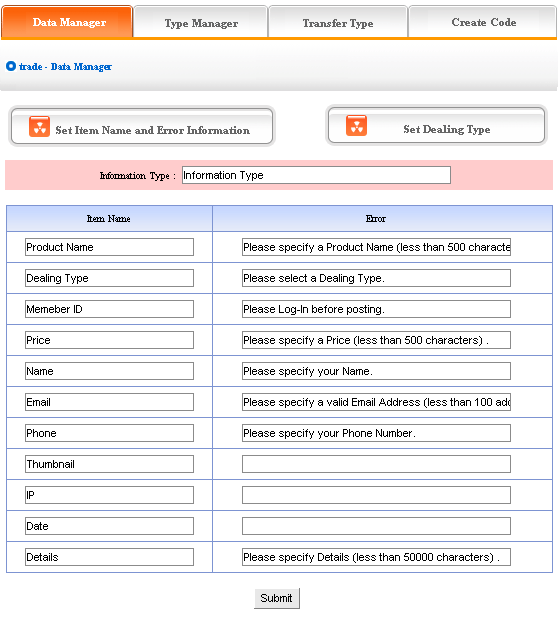 Data Manager Type Manager Transfer Type Create Code
trade - Data Manager
Set Item Name and Error Information Set Dealing Type
Information Type : Information Type
Item Name Error
Product Name Please specify a Product Name (less than 500 characte
Dealing Type Please select a Dealing Type.
Memeber ID Please Log-In before posting.
Price Please specify a Price (less than 500 characters) .
Name Please specify your Name.
Email Please specify a valid Email Address (less than 100 add
Phone Please specify your Phone Number.
Thumbnail
IP
Date
Details Please specify Details (less than 50000 characters) .
Submit